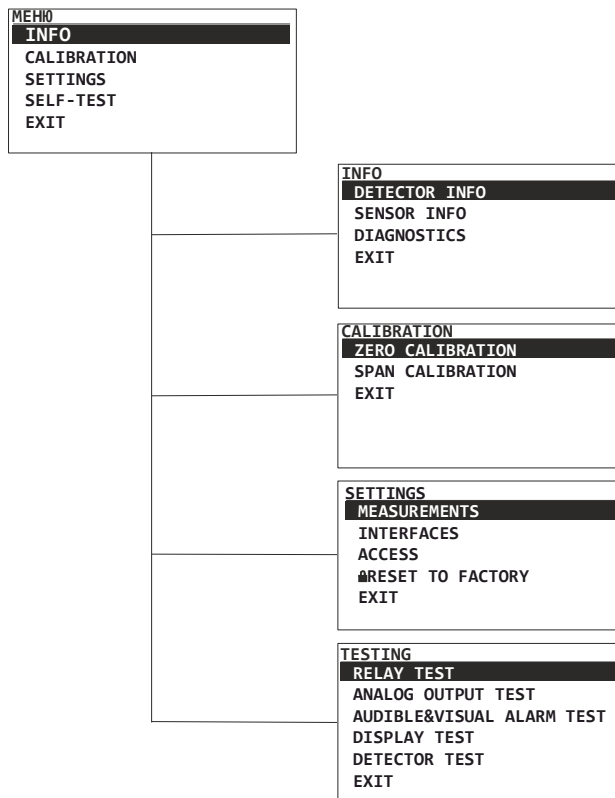 МЕНЮ
INFO
CALIBRATION
SETTINGS
SELF-TEST
EXIT
INFO
DETECTOR INFO
SENSOR INFO
DIAGNOSTICS
EXIT
CALIBRATION
ZERO CALIBRATION
SPAN CALIBRATION
EXIT
SETTINGS
MEASUREMENTS
INTERFACES
ACCESS
RESET TO FACTORY
EXIT
TESTING
RELAY TEST
ANALOG OUTPUT TEST
AUDIBLE&VISUAL ALARM TEST
DISPLAY TEST
DETECTOR TEST
EXIT